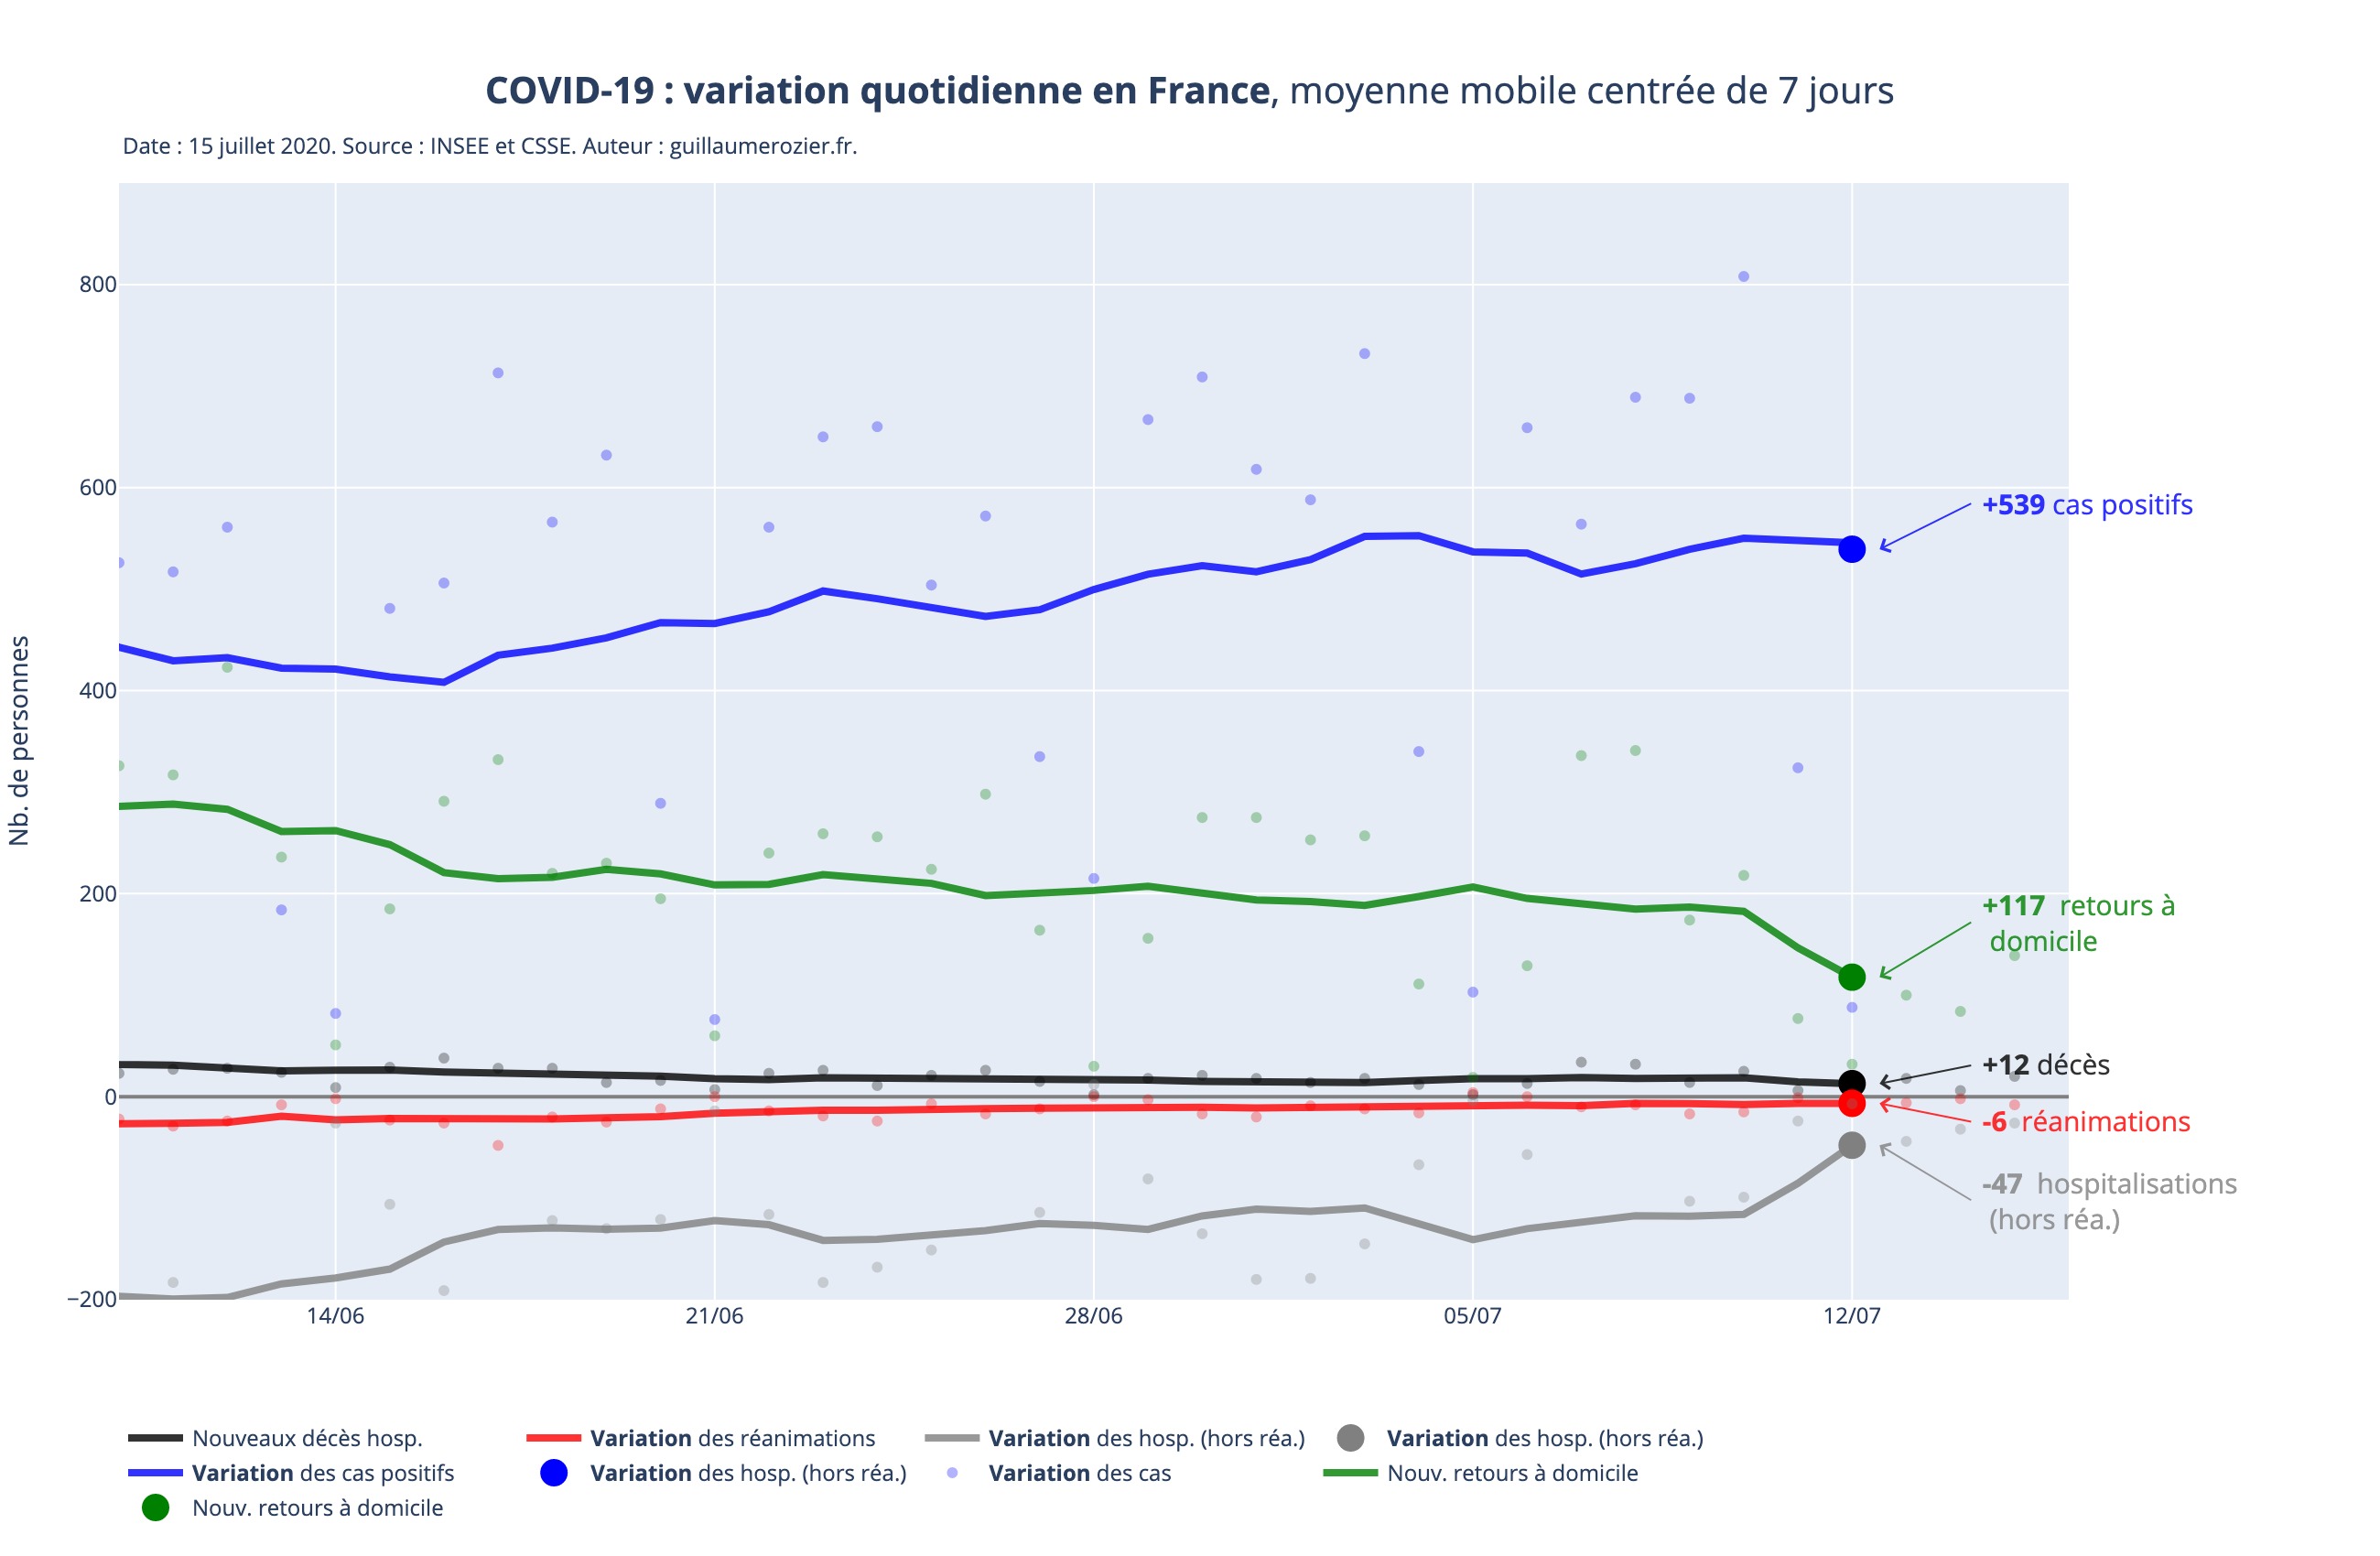 COVID-19 : variation quotidienne en France, moyenne mobile centrée de 7 jours
Date : 15 juillet 2020. Source : INSEE et CSSE. Auteur : guillaumerozier.fr.
Nb. de personnes
800
600
400
200
0
−200
14/06
21/06
28/06
05/07
12/07
+539 cas positifs
+117 retours à
domicile
+12 décès
-6 réanimations
-47 hospitalisations
(hors réa.)
Nouveaux décès hosp.
Variation des réanimations
Variation des hosp. (hors réa.)
Variation des hosp. (hors réa.)
Variation des cas positifs
Variation des hosp. (hors réa.)
Variation des cas
Nouv. retours à domicile
Nouv. retours à domicile